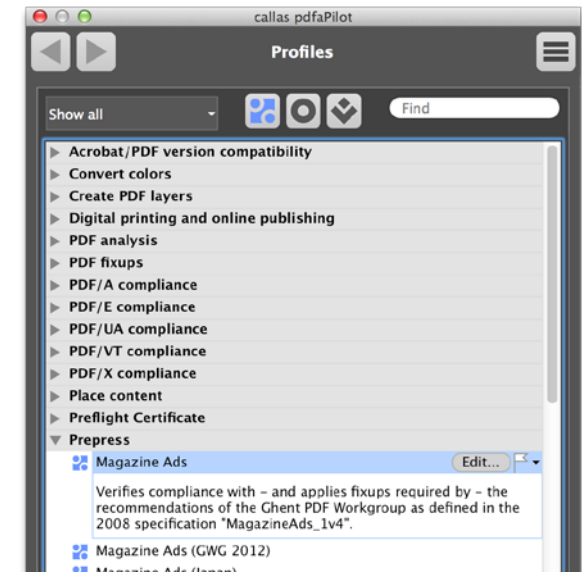 callas pdfaPilot
Profiles
Show all
Find
Acrobat/PDF version compatibility
Convert colors
Create PDF layers
Digital printing and online publishing
PDF analysis
PDF fixups
PDF/A compliance
PDF/E compliance
PDF/UA compliance
PDF/VT compliance
PDF/X compliance
Place content
Preflight Certificate
Prepress
Magazine Ads Edit...
Verifies compliance with – and applies fixups required by – the
recommendations of the Ghent PDF Workgroup as defined in the
2008 specification "MagazineAds_1v4".
Magazine Ads (GWG 2012)
Magazine Ads (Japan)